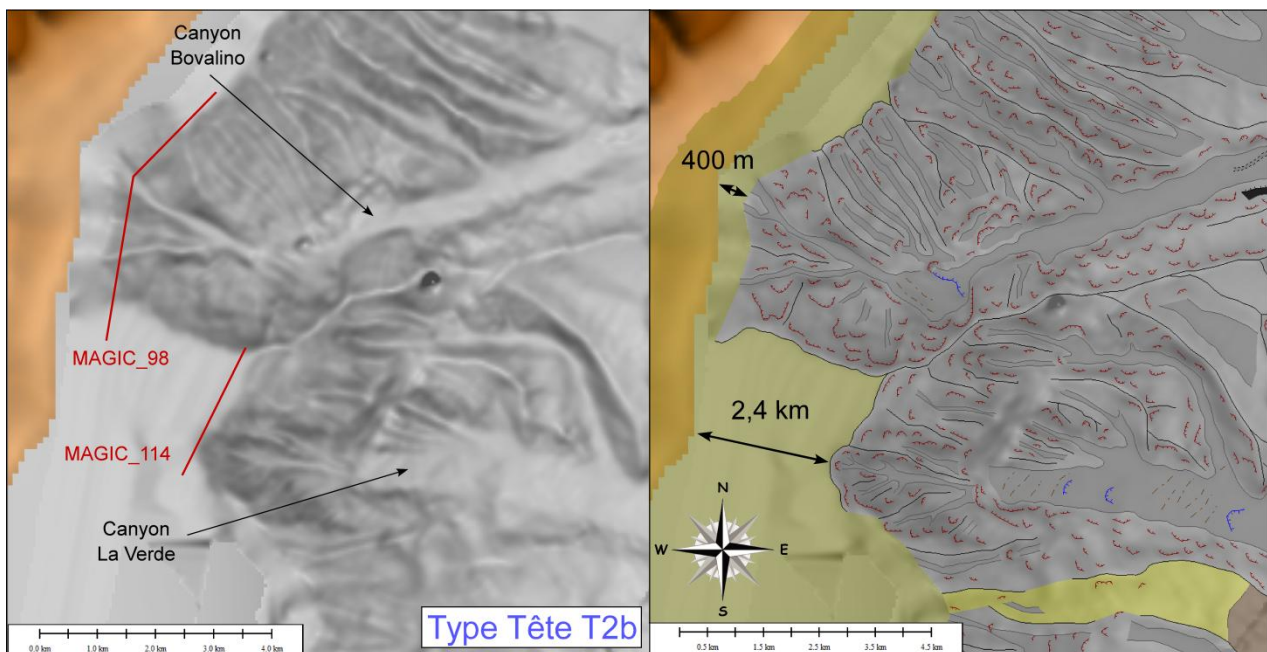 Canyon
Bovalino
MAGIC_98
MAGIC_114
Canyon
La Verde
Type Tête T2b
0.0 km 1.0 km 2.0 km 3.0 km 4.0 km
400 m
2,4 km
N
W E
S
0.5 km 1.5 km 2.5 km 3.5 km 4.5 km